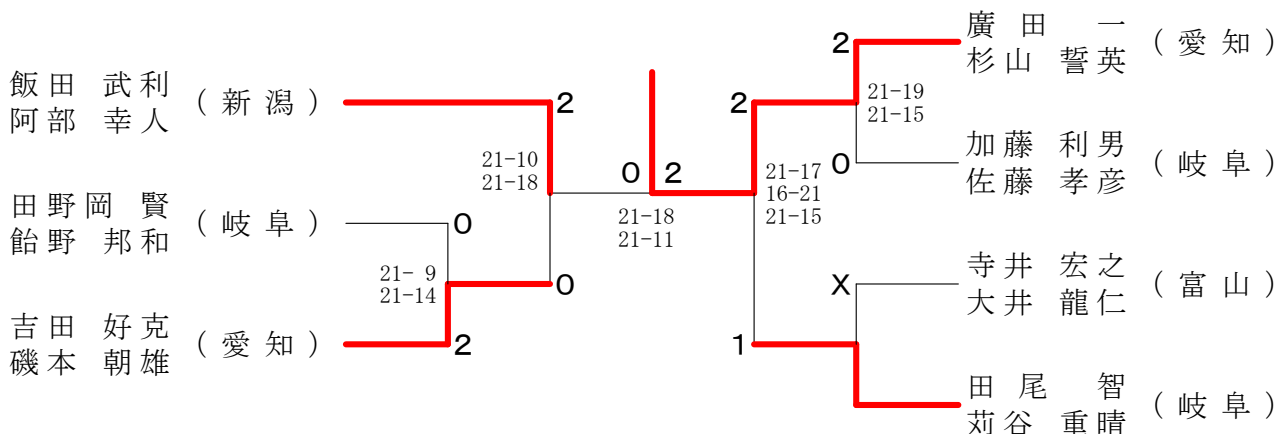 飯田 武利
阿部 幸人
(新潟)
2
21-10
21-18
田野岡 賢
飴野 邦和
(岐阜)
0
21- 9
21-14
0
吉田 好克
磯本 朝雄
(愛知)
2
0
2
21-18
21-11
廣田 一
杉山 誓英
(愛知)
2
21-19
21-15
2
加藤 利男
佐藤 孝彦
(岐阜)
0
21-17
16-21
21-15
寺井 宏之
大井 龍仁
(富山)
X
1
田尾 智
苅谷 重晴
(岐阜)